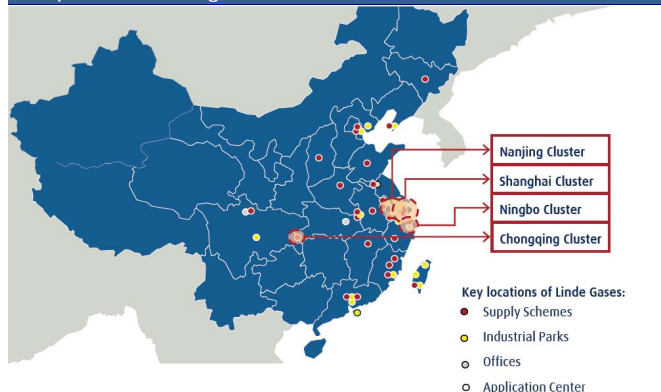 Nanjing Cluster
Shanghai Cluster
Ningbo Cluster
Chongqing Cluster
Key locations of Linde Gases:
Supply Schemes
Industrial Parks
Offices
Application Center